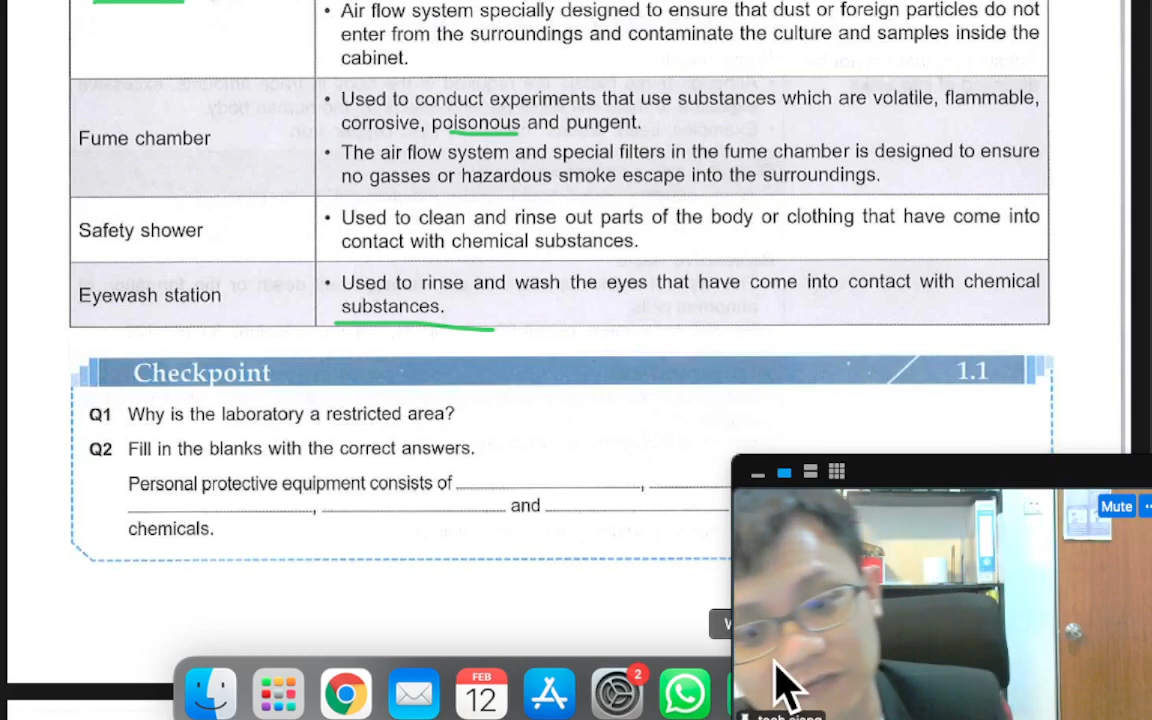 • Air flow system specially designed to ensure that dust or foreign particles do not
enter from the surroundings and contaminate the culture and samples inside the
cabinet.
Fume chamber
• Used to conduct experiments that use substances which are volatile, flammable,
corrosive, poisonous and pungent.
• The air flow system and special filters in the fume chamber is designed to ensure
no gasses or hazardous smoke escape into the surroundings.
Safety shower
• Used to clean and rinse out parts of the body or clothing that have come into
contact with chemical substances.
Eyewash station
• Used to rinse and wash the eyes that have come into contact with chemical
substances.
Checkpoint 1.1
Q1 Why is the laboratory a restricted area?
Q2 Fill in the blanks with the correct answers.
Personal protective equipment consists of ,
, and
chemicals.
Mute
FEB
12
2